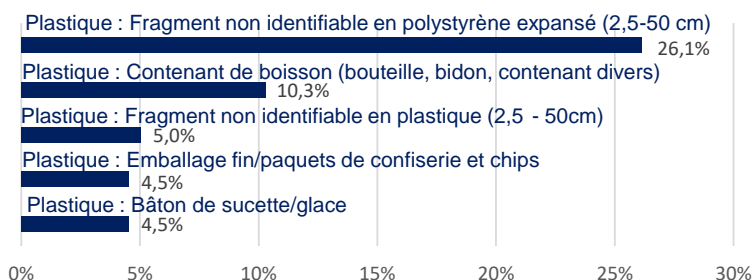 Plastique : Fragment non identifiable en polystyrène expansé (2,5-50 cm)
26,1%
Plastique : Contenant de boisson (bouteille, bidon, contenant divers)
10,3%
Plastique : Fragment non identifiable en plastique (2,5 - 50cm)
5,0%
Plastique : Emballage fin/paquets de confiserie et chips
4,5%
Plastique : Bâton de sucette/glace
4,5%
0% 5% 10% 15% 20% 25% 30%